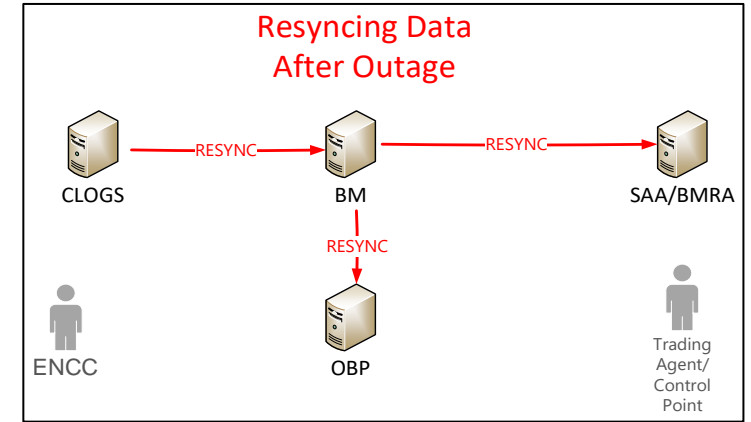 Resyncing Data
After Outage
RESYNC
RESYNC
CLOGS
BM
SAA/BMRA
RESYNC
ENCC
OBP
Trading
Agent/
Control
Point